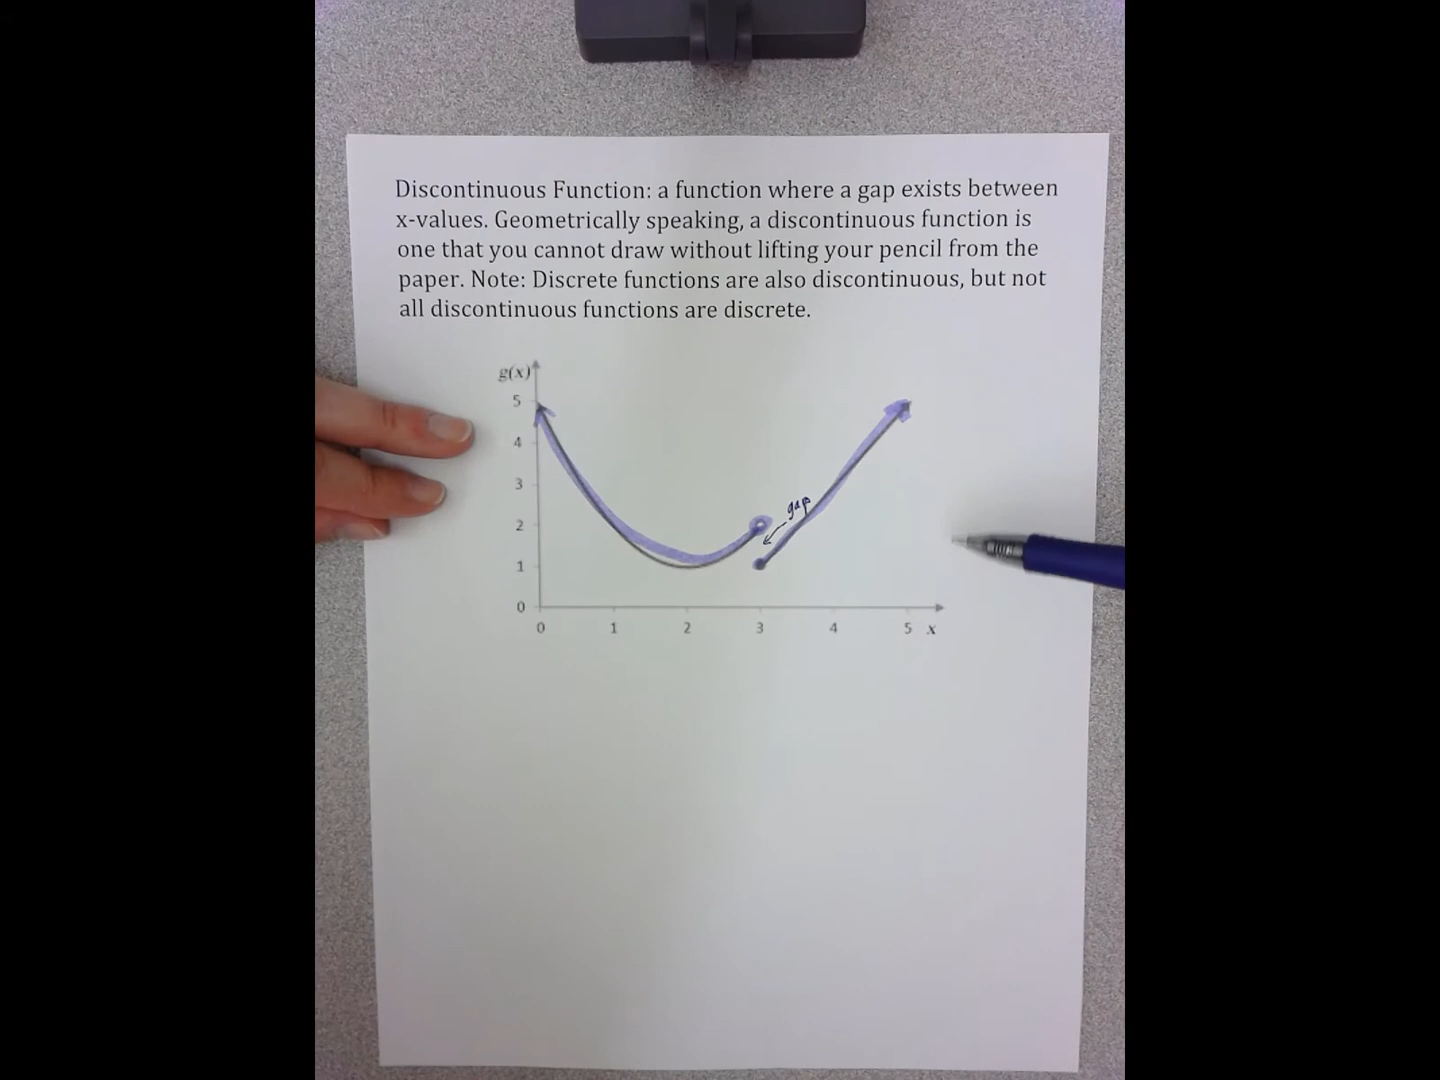 Discontinuous Function: a function where a gap exists between
x-values. Geometrically speaking, a discontinuous function is
one that you cannot draw without lifting your pencil from the
paper. Note: Discrete functions are also discontinuous, but not
all discontinuous functions are discrete.
g(x)
5
4
3
gap
2
1
0
0 1 2 3 4 5 x